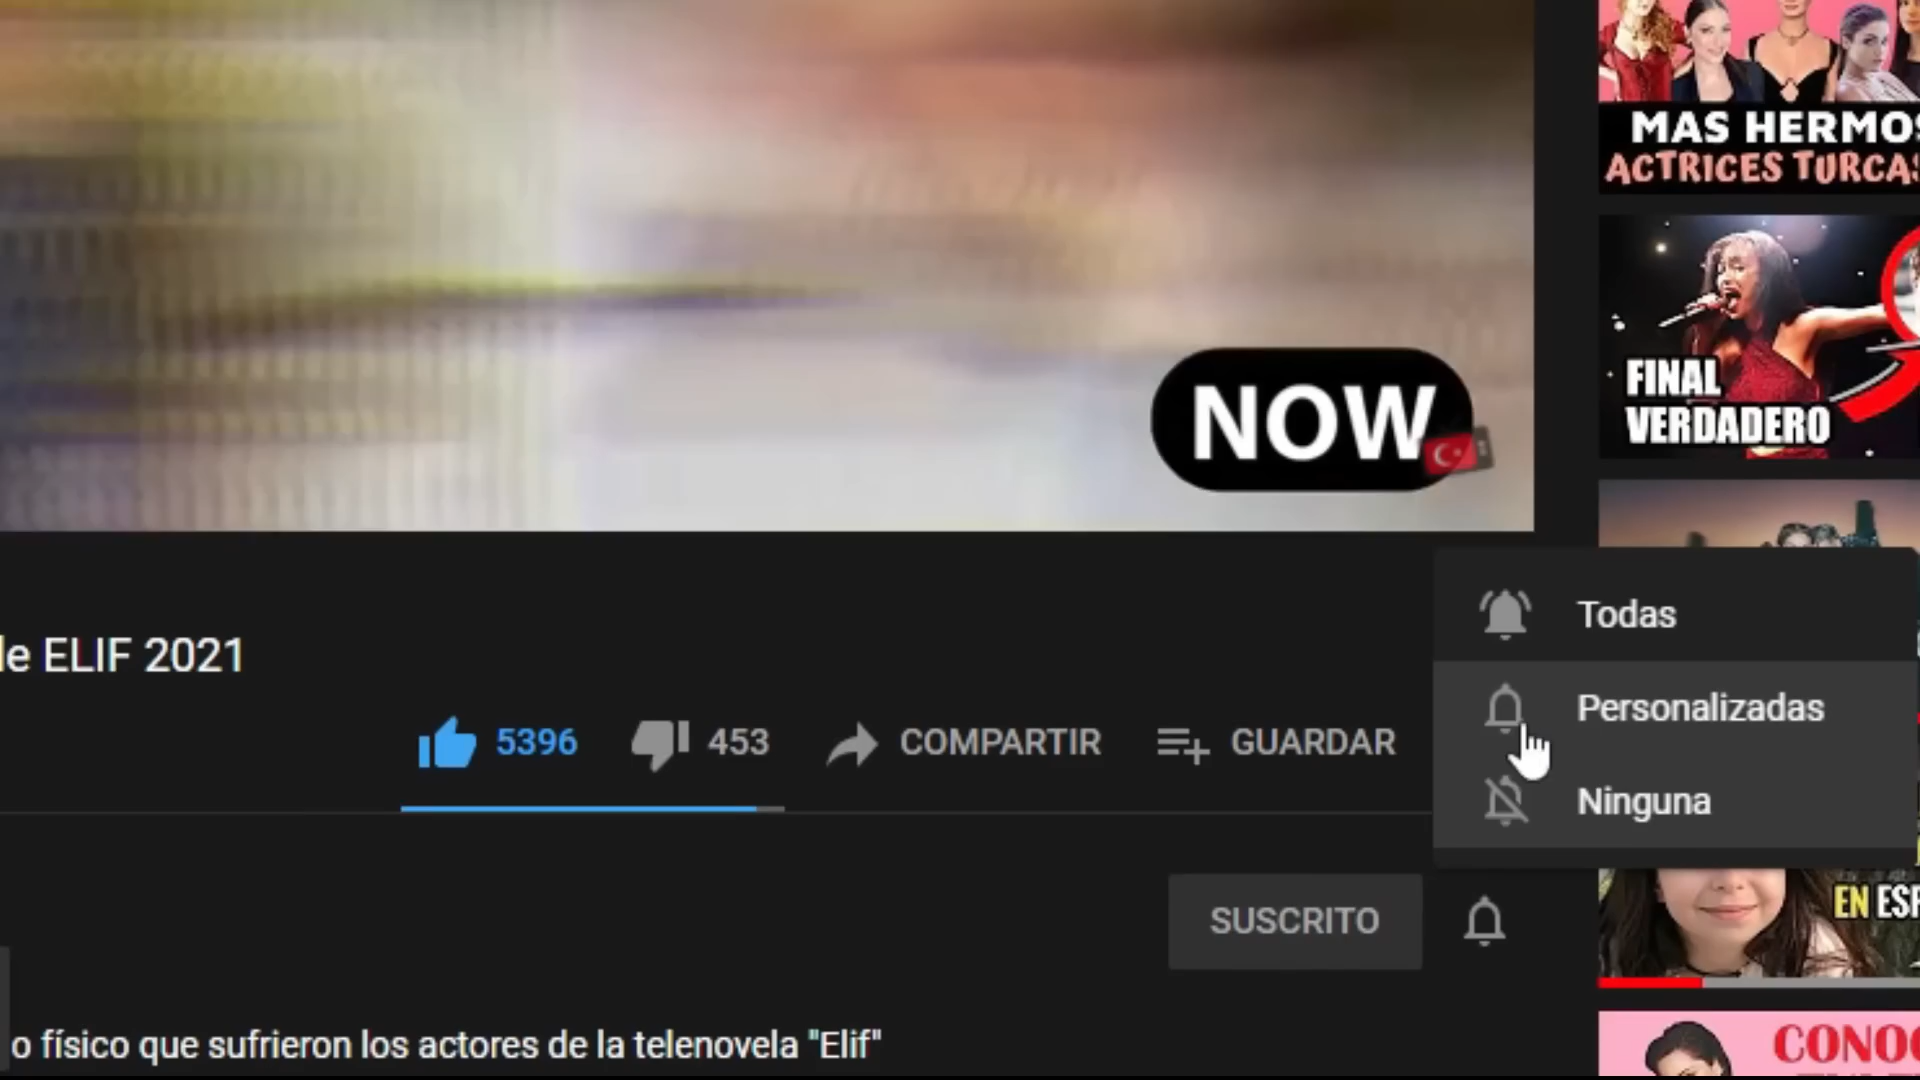 MAS HERMOS
ACTRICES TURCAS
FINAL
VERDADERO
NOW
de ELIF 2021
5396
453
COMPARTIR
GUARDAR
Todas
Personalizadas
Ninguna
SUSCRITO
EN ESP
o físico que sufrieron los actores de la telenovela "Elif"
CONOC